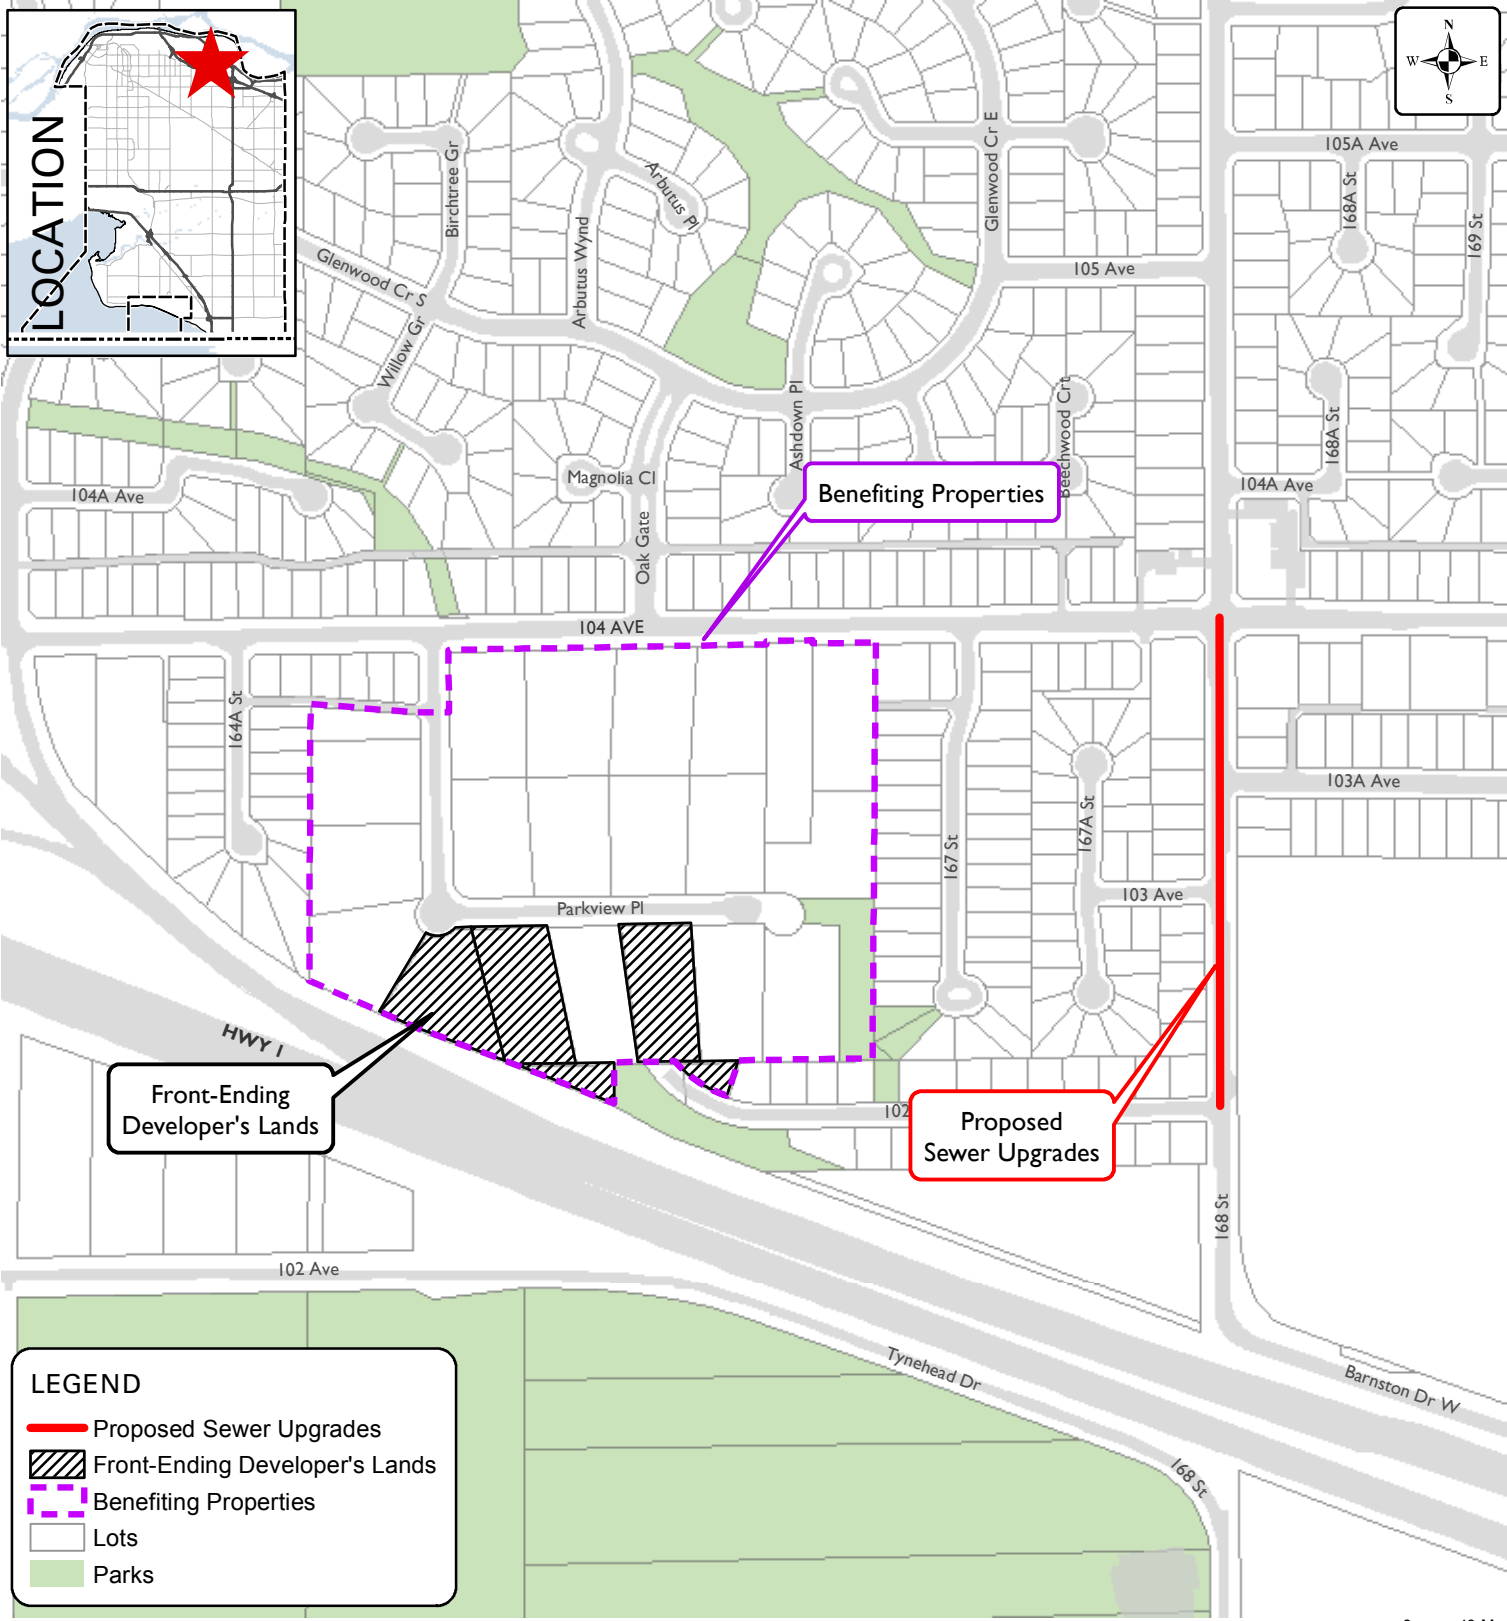 LOCATION
N
W E
S
105A Ave
168A St
169 St
Glenwood Cr E
Birchtree Gr
Arbutus Pl
Arbutus Wynd
Glenwood Cr S
105 Ave
Willow Gr
Ashdown Pl
Beechwood Crt
168A St
Magnolia Cl
104A Ave
104A Ave
Benefiting Properties
Oak Gate
104 AVE
164A St
103A Ave
167A St
167 St
103 Ave
Parkview Pl
HWY 1
Front-Ending
Developer's Lands
102
Proposed
Sewer Upgrades
168 St
102 Ave
Tynehead Dr
Barnston Dr W
168 St
LEGEND
Proposed Sewer Upgrades
Front-Ending Developer's Lands
Benefiting Properties
Lots
Parks